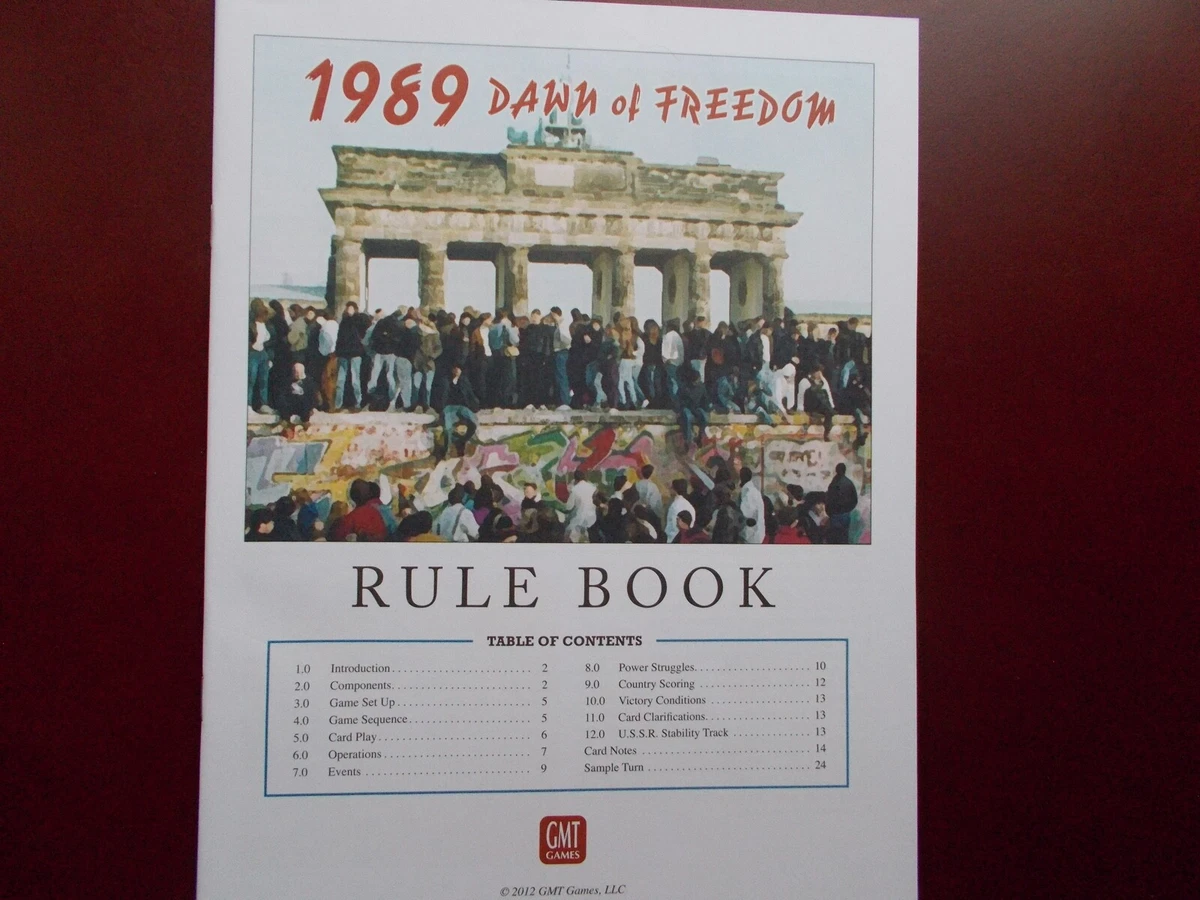 1989 DAWN of FREEDOM
RULE BOOK
TABLE OF CONTENTS
1.0 Introduction . . . . . . . . . . . . . . . . . . . . . . . . 2
2.0 Components. . . . . . . . . . . . . . . . . . . . . . . . 2
3.0 Game Set Up . . . . . . . . . . . . . . . . . . . . . . . 5
4.0 Game Sequence. . . . . . . . . . . . . . . . . . . . . 5
5.0 Card Play . . . . . . . . . . . . . . . . . . . . . . . . . . 6
6.0 Operations . . . . . . . . . . . . . . . . . . . . . . . . . 7
7.0 Events . . . . . . . . . . . . . . . . . . . . . . . . . . . . 9
8.0 Power Struggles. . . . . . . . . . . . . . . . . . . . 10
9.0 Country Scoring . . . . . . . . . . . . . . . . . . . 12
10.0 Victory Conditions . . . . . . . . . . . . . . . . . 13
11.0 Card Clarifications. . . . . . . . . . . . . . . . . . 13
12.0 U.S.S.R. Stability Track . . . . . . . . . . . . . 13
Card Notes . . . . . . . . . . . . . . . . . . . . . . . . . . . . . 14
Sample Turn . . . . . . . . . . . . . . . . . . . . . . . . . . . . 24
GMT
GAMES
© 2012 GMT Games, LLC